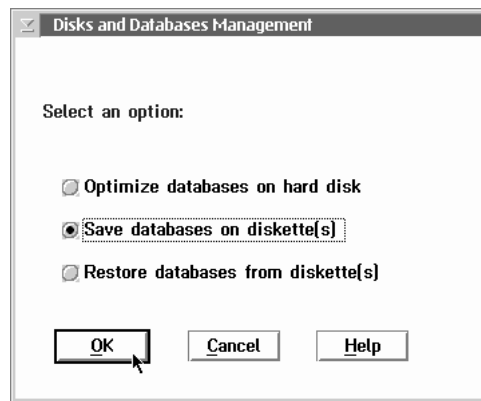 Disks and Databases Management
Select an option:
Optimize databases on hard disk
Save databases on diskette(s)
Restore databases from diskette(s)
OK Cancel Help